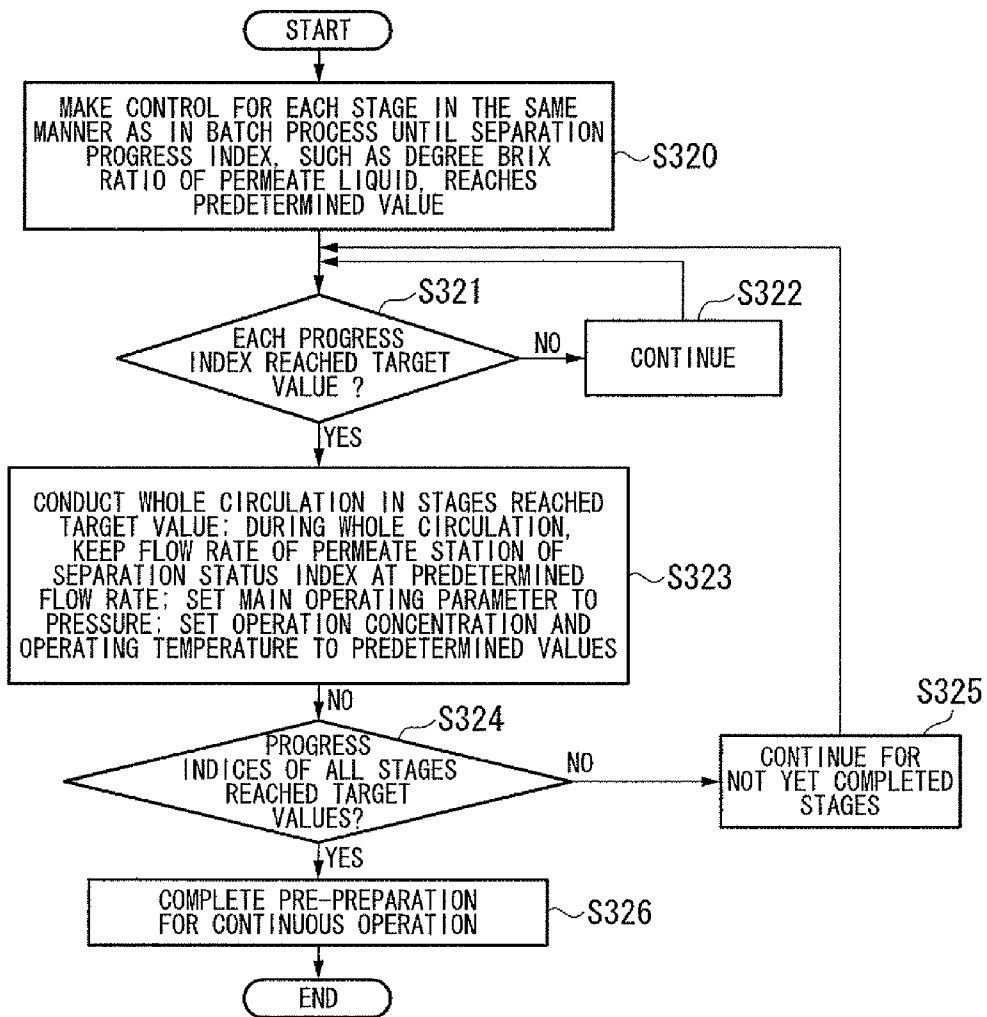 START
MAKE CONTROL FOR EACH STAGE IN THE SAME
MANNER AS IN BATCH PROCESS UNTIL SEPARATION
PROGRESS INDEX, SUCH AS DEGREE BRIX
RATIO OF PERMEATE LIQUID, REACHES
PREDETERMINED VALUE
S320
S321
EACH PROGRESS
INDEX REACHED TARGET
VALUE ?
NO
S322
CONTINUE
YES
CONDUCT WHOLE CIRCULATION IN STAGES REACHED
TARGET VALUE: DURING WHOLE CIRCULATION,
KEEP FLOW RATE OF PERMEATE STATION OF
SEPARATION STATUS INDEX AT PREDETERMINED
FLOW RATE; SET MAIN OPERATING PARAMETER TO
PRESSURE; SET OPERATION CONCENTRATION AND
OPERATING TEMPERATURE TO PREDETERMINED VALUES
S323
NO
S324
PROGRESS
INDICES OF ALL STAGES
REACHED TARGET
VALUES?
NO
S325
CONTINUE FOR
NOT YET COMPLETED
STAGES
YES
COMPLETE PRE-PREPARATION
FOR CONTINUOUS OPERATION
S326
END